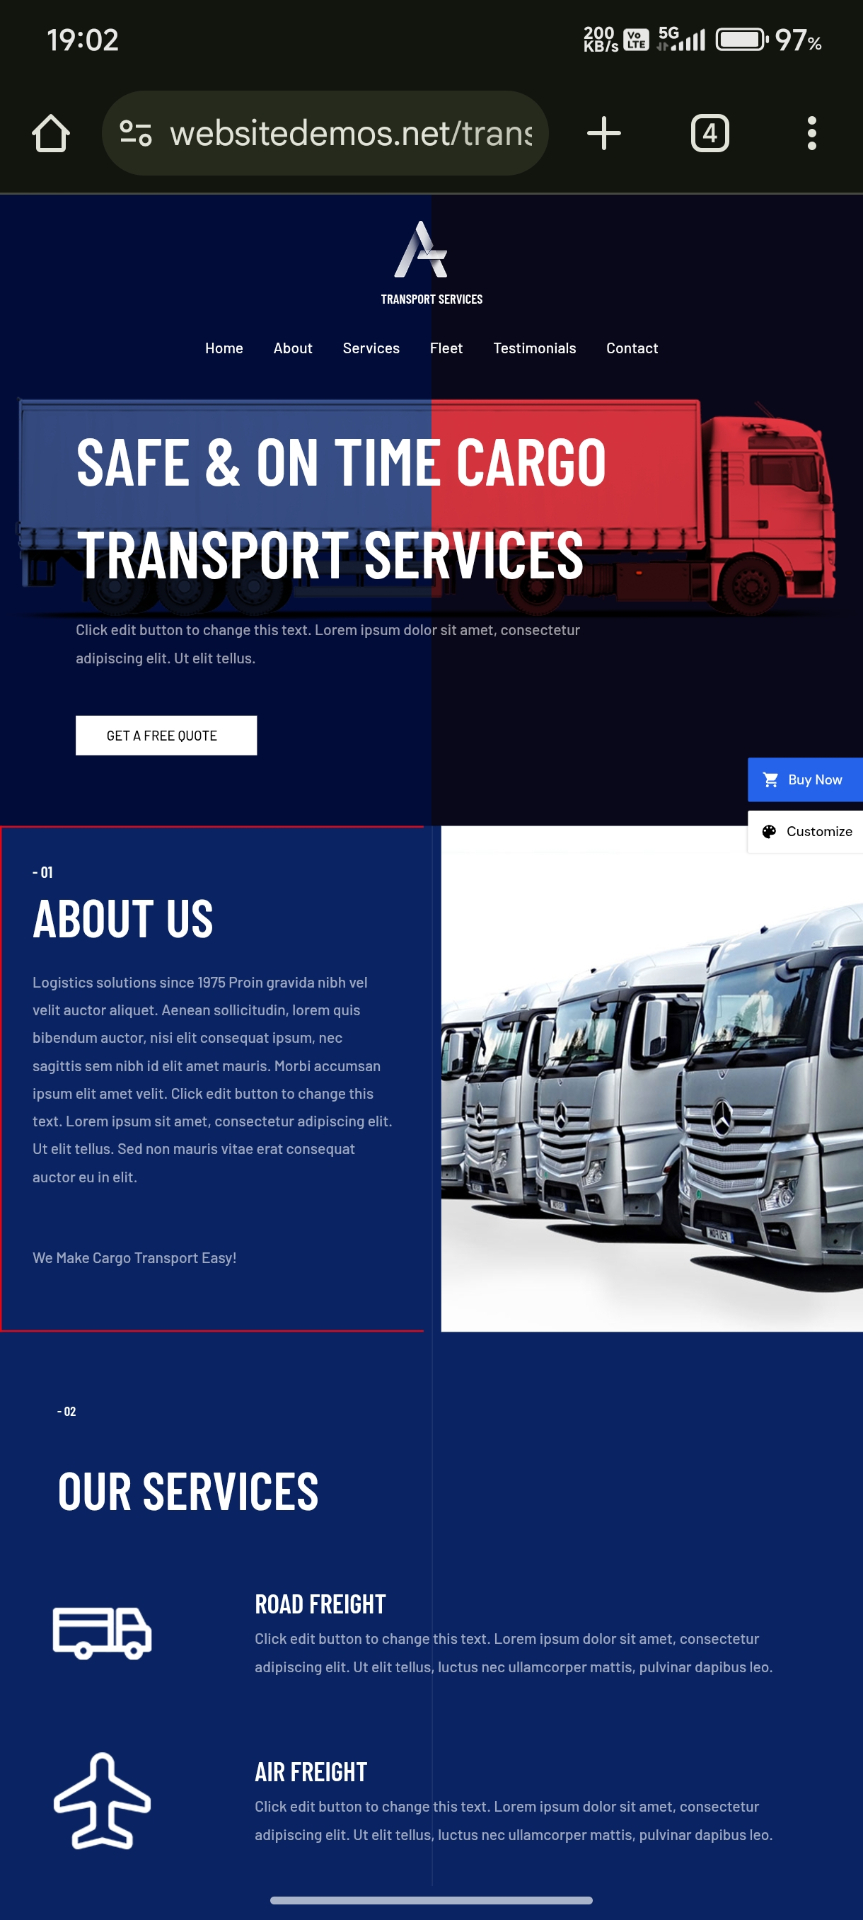 19:02
200 KB/s Vo LTE 5G 97%
websitedemos.net/trans
4
TRANSPORT SERVICES
Home About Services Fleet Testimonials Contact
SAFE & ON TIME CARGO
TRANSPORT SERVICES
Click edit button to change this text. Lorem ipsum dolor sit amet, consectetur
adipiscing elit. Ut elit tellus.
GET A FREE QUOTE
Buy Now
Customize
- 01
ABOUT US
Logistics solutions since 1975 Proin gravida nibh vel
velit auctor aliquet. Aenean sollicitudin, lorem quis
bibendum auctor, nisi elit consequat ipsum, nec
sagittis sem nibh id elit amet mauris. Morbi accumsan
ipsum elit amet velit. Click edit button to change this
text. Lorem ipsum sit amet, consectetur adipiscing elit.
Ut elit tellus. Sed non mauris vitae erat consequat
auctor eu in elit.
We Make Cargo Transport Easy!
- 02
OUR SERVICES
ROAD FREIGHT
Click edit button to change this text. Lorem ipsum dolor sit amet, consectetur
adipiscing elit. Ut elit tellus, luctus nec ullamcorper mattis, pulvinar dapibus leo.
AIR FREIGHT
Click edit button to change this text. Lorem ipsum dolor sit amet, consectetur
adipiscing elit. Ut elit tellus, luctus nec ullamcorper mattis, pulvinar dapibus leo.